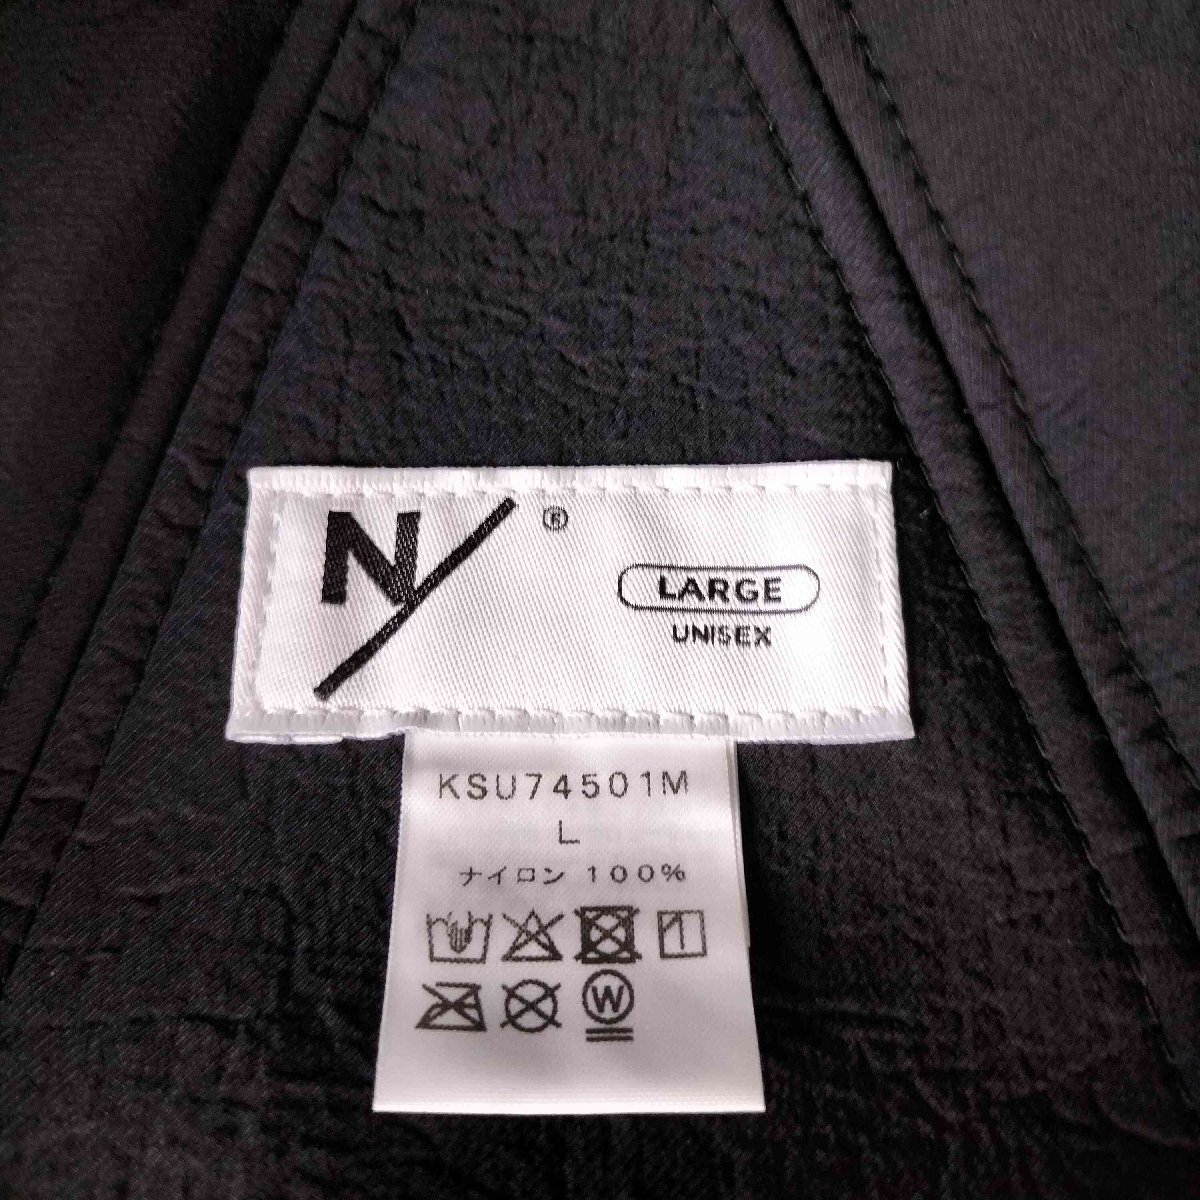 N/ ®
LARGE
UNISEX
KSU74501M
L
ナイロン 100%
W